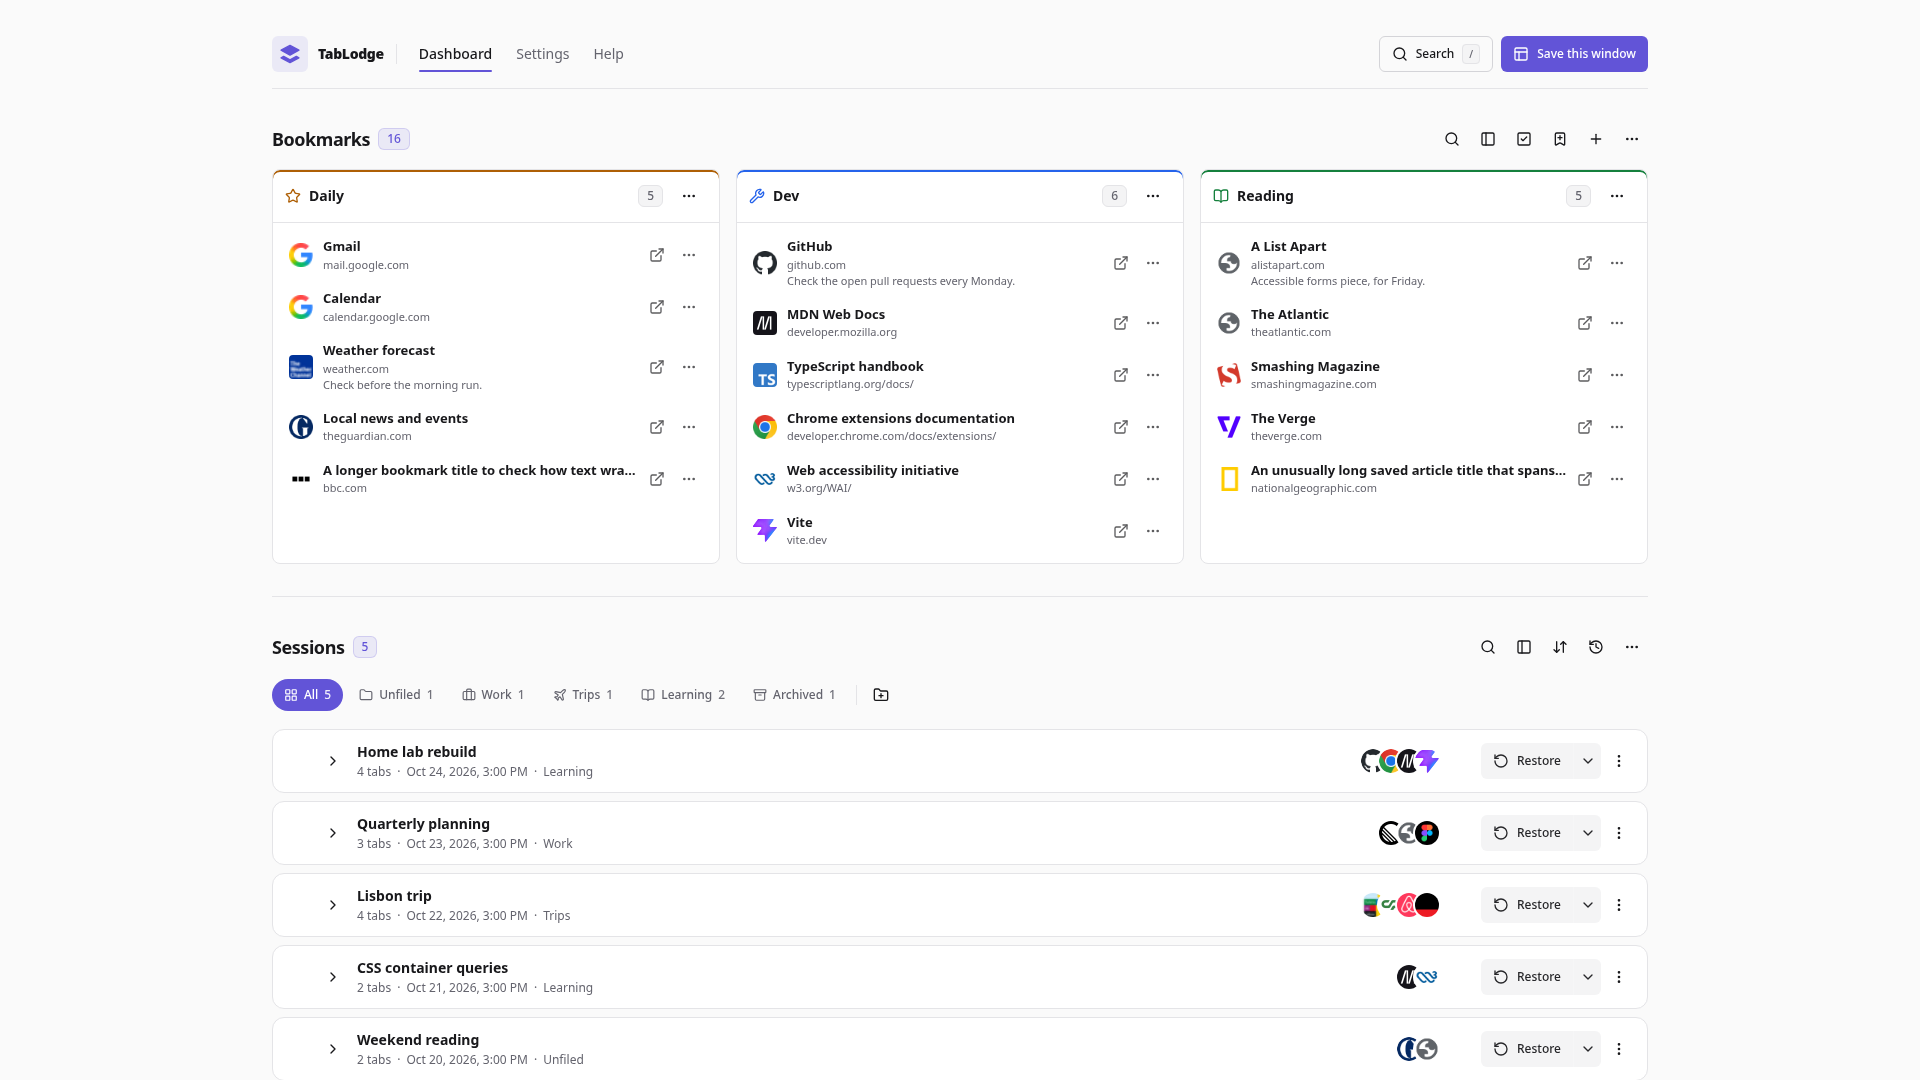 TabLodge
Dashboard
Settings
Help
Search /
Save this window
Bookmarks 16
Daily 5
Gmail
mail.google.com
Calendar
calendar.google.com
Weather forecast
weather.com
Check before the morning run.
Local news and events
theguardian.com
A longer bookmark title to check how text wra...
bbc.com
Dev 6
GitHub
github.com
Check the open pull requests every Monday.
MDN Web Docs
developer.mozilla.org
TypeScript handbook
typescriptlang.org/docs/
Chrome extensions documentation
developer.chrome.com/docs/extensions/
Web accessibility initiative
w3.org/WAI/
Vite
vite.dev
Reading 5
A List Apart
alistapart.com
Accessible forms piece, for Friday.
The Atlantic
theatlantic.com
Smashing Magazine
smashingmagazine.com
The Verge
theverge.com
An unusually long saved article title that spans...
nationalgeographic.com
Sessions 5
All 5
Unfiled 1
Work 1
Trips 1
Learning 2
Archived 1
Home lab rebuild
4 tabs · Oct 24, 2026, 3:00 PM · Learning
Restore
Quarterly planning
3 tabs · Oct 23, 2026, 3:00 PM · Work
Restore
Lisbon trip
4 tabs · Oct 22, 2026, 3:00 PM · Trips
Restore
CSS container queries
2 tabs · Oct 21, 2026, 3:00 PM · Learning
Restore
Weekend reading
2 tabs · Oct 20, 2026, 3:00 PM · Unfiled
Restore